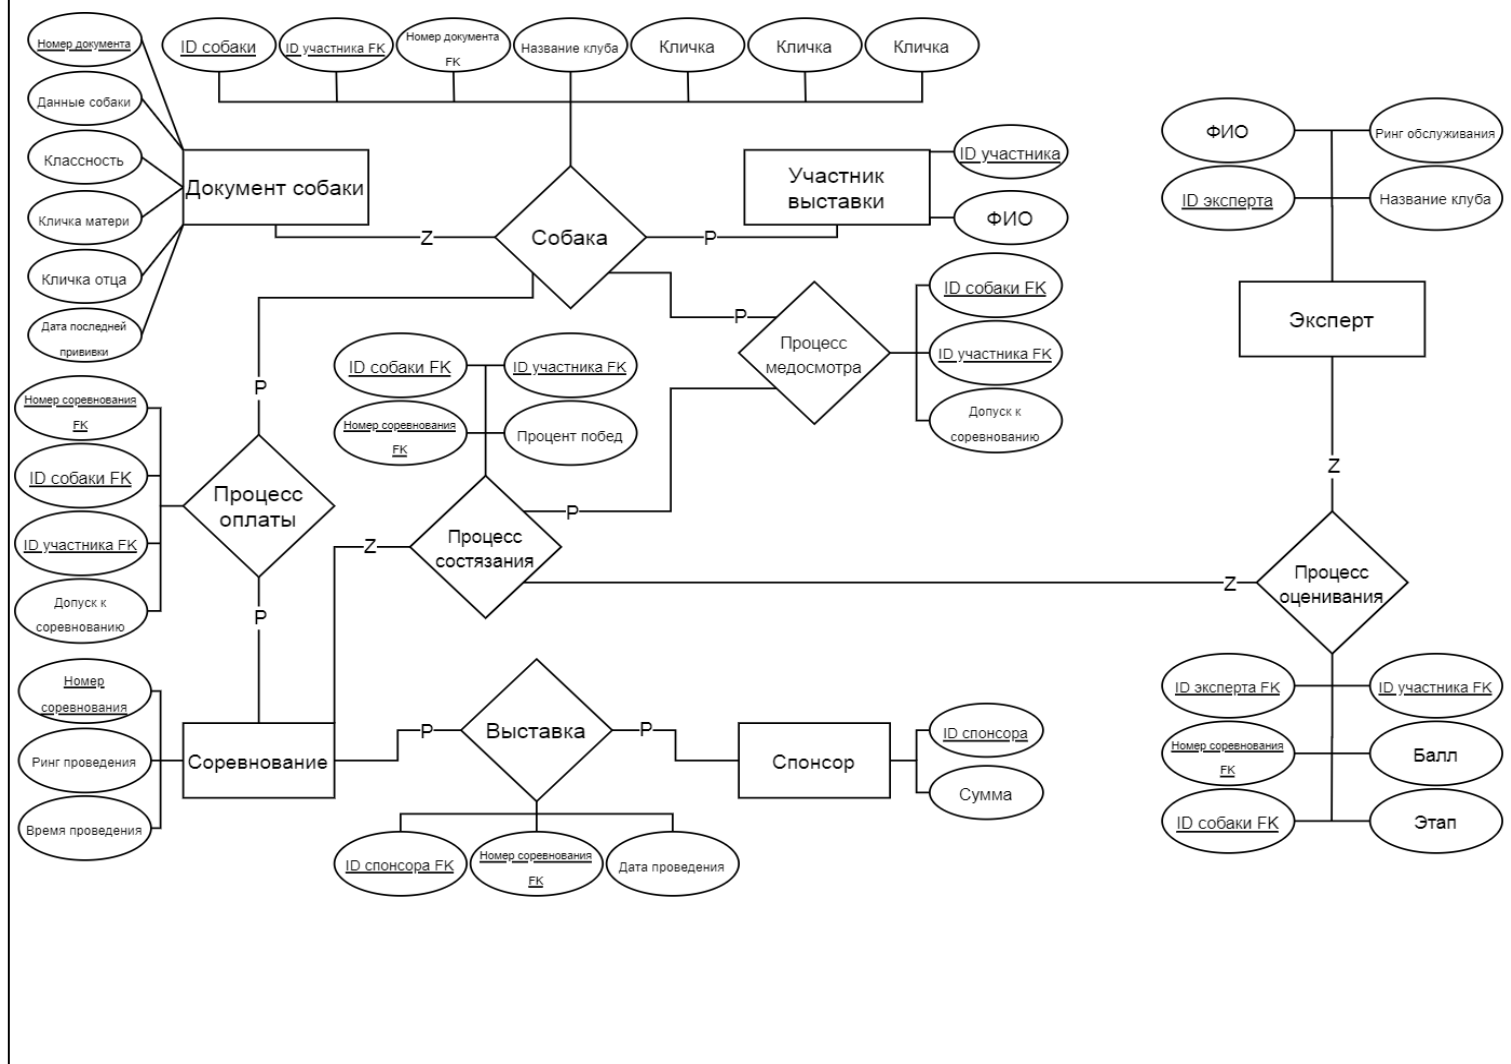 Номер документа
ID собаки
ID участника FK
Номер документа
FK
Название клуба
Кличка
Кличка
Кличка
Данные собаки
Классность
Кличка матери
Кличка отца
Дата последней
прививки
Документ собаки
Z
Собака
P
Участник
выставки
ID участника
ФИО
ФИО
Ринг обслуживания
ID эксперта
Название клуба
Эксперт
P
Процесс
медосмотра
ID собаки FK
ID участника FK
Допуск к
соревнованию
P
ID собаки FK
ID участника FK
Номер соревнования
FK
Процент побед
Номер соревнования
FK
ID собаки FK
ID участника FK
Допуск к
соревнованию
Процесс
оплаты
P
Z
Процесс
состязания
P
Z
Z
Процесс
оценивания
ID эксперта FK
ID участника FK
Номер соревнования
FK
Балл
ID собаки FK
Этап
Номер
соревнования
Ринг проведения
Время проведения
Соревнование
P
Выставка
P
Спонсор
ID спонсора
Сумма
ID спонсора FK
Номер соревнования
FK
Дата проведения